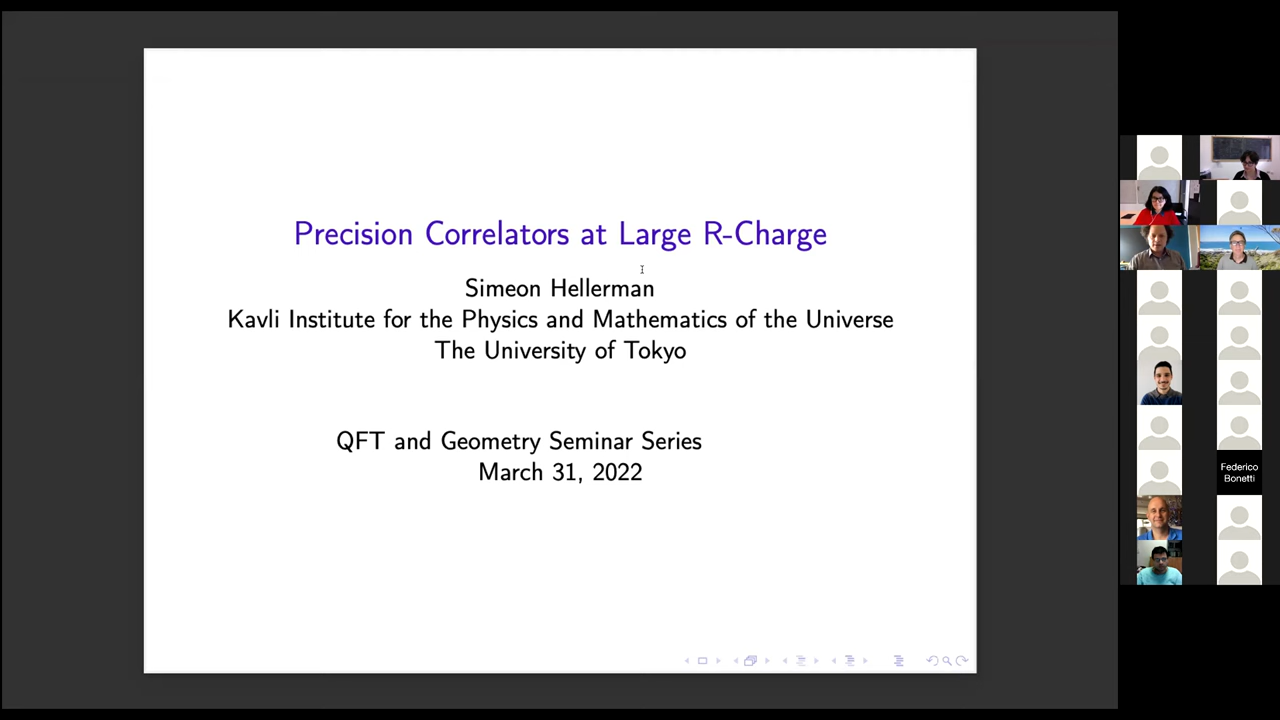 Precision Correlators at Large R-Charge
Simeon Hellerman
Kavli Institute for the Physics and Mathematics of the Universe
The University of Tokyo
QFT and Geometry Seminar Series
March 31, 2022
Federico
Bonetti